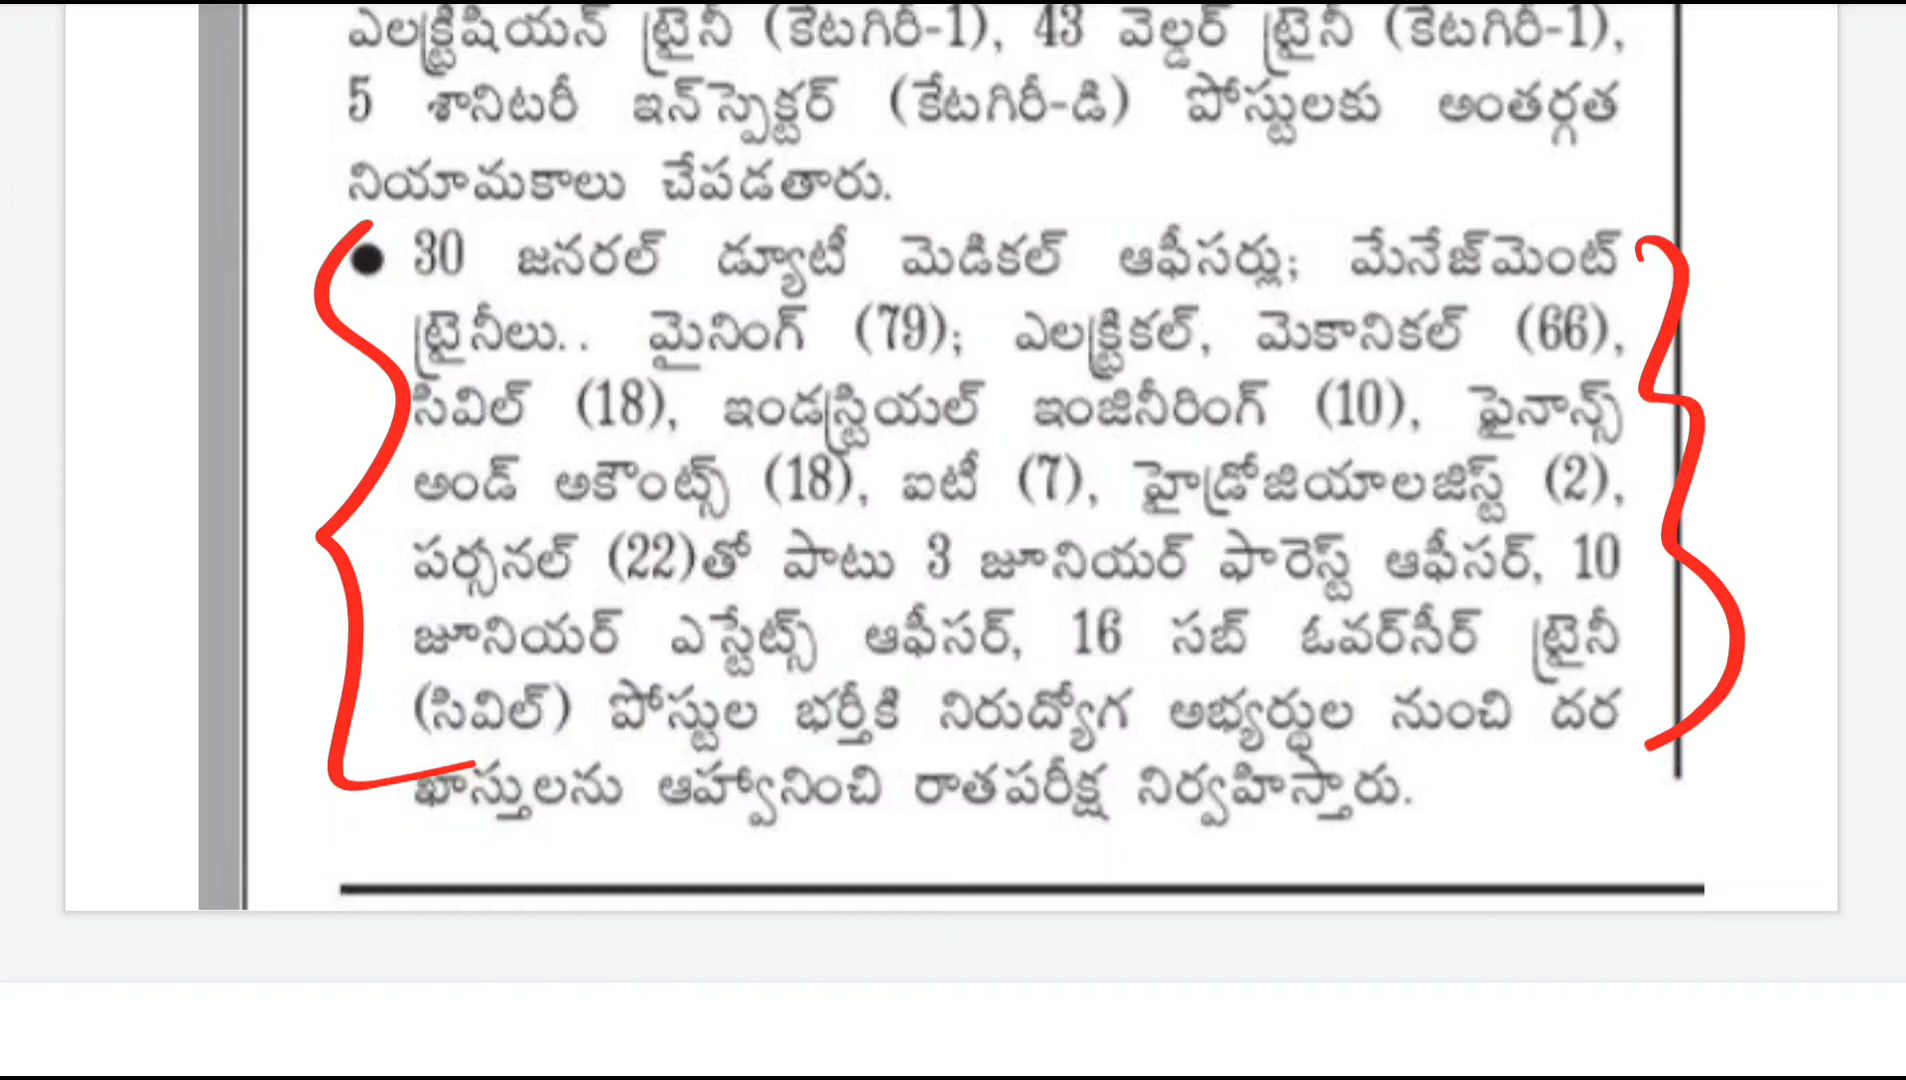 ఎలక్ట్రిషియన్ ట్రైనీ (కేటగిరీ-1), 43 వెల్డర్ ట్రైనీ (కేటగిరీ-1),
5 శానిటరీ ఇన్‌స్పెక్టర్ (కేటగిరీ-డి) పోస్టులకు అంతర్గత
నియామకాలు చేపడతారు.
● 30 జనరల్ డ్యూటీ మెడికల్ ఆఫీసర్లు; మేనేజ్‌మెంట్
ట్రైనీలు.. మైనింగ్ (79); ఎలక్ట్రికల్, మెకానికల్ (66),
సివిల్ (18), ఇండస్ట్రియల్ ఇంజినీరింగ్ (10), ఫైనాన్స్
అండ్ అకౌంట్స్ (18), ఐటీ (7), హైడ్రోజియాలజిస్ట్ (2),
పర్సనల్ (22)తో పాటు 3 జూనియర్ ఫారెస్ట్ ఆఫీసర్, 10
జూనియర్ ఎస్టేట్స్ ఆఫీసర్, 16 సబ్ ఓవర్‌సీర్ ట్రైనీ
(సివిల్) పోస్టుల భర్తీకి నిరుద్యోగ అభ్యర్థుల నుంచి దర
ఖాస్తులను ఆహ్వానించి రాతపరీక్ష నిర్వహిస్తారు.